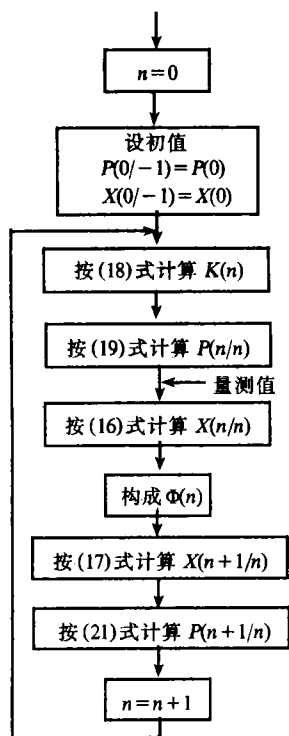 n=0
设初值
P(0/-1)=P(0)
X(0/-1)=X(0)
按(18)式计算 K(n)
按(19)式计算 P(n/n)
量测值
按(16)式计算 X(n/n)
构成 Φ(n)
按(17)式计算 X(n+1/n)
按(21)式计算 P(n+1/n)
n=n+1